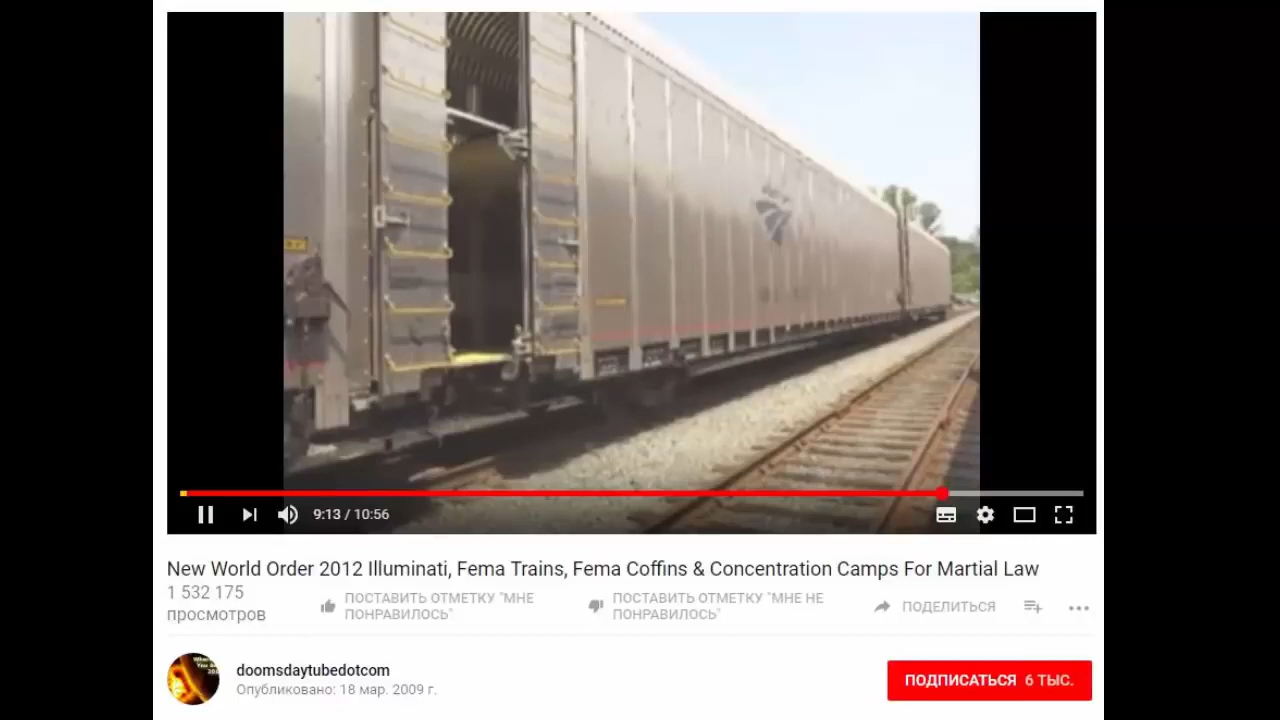 9:13 / 10:56
New World Order 2012 Illuminati, Fema Trains, Fema Coffins & Concentration Camps For Martial Law
1 532 175
просмотров
ПОСТАВИТЬ ОТМЕТКУ "МНЕ
ПОНРАВИЛОСЬ"
ПОСТАВИТЬ ОТМЕТКУ "МНЕ НЕ
ПОНРАВИЛОСЬ"
ПОДЕЛИТЬСЯ
doomsdaytubedotcom
Опубликовано: 18 мар. 2009 г.
ПОДПИСАТЬСЯ 6 ТЫС.